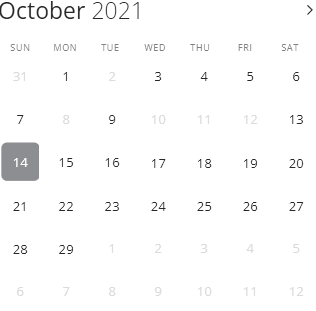 October 2021
SUN MON TUE WED THU FRI SAT
31 1 2 3 4 5 6
7 8 9 10 11 12 13
14 15 16 17 18 19 20
21 22 23 24 25 26 27
28 29 1 2 3 4 5
6 7 8 9 10 11 12